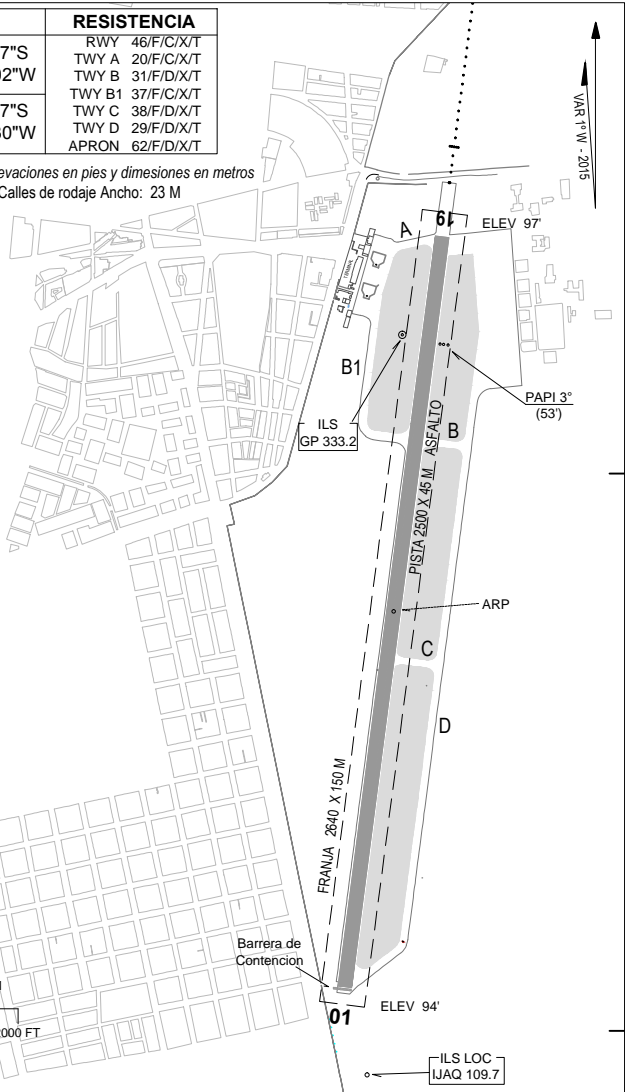 RESISTENCIA
7"S
02"W
7"S
30"W
RWY 46/F/C/X/T
TWY A 20/F/C/X/T
TWY B 31/F/D/X/T
TWY B1 37/F/C/X/T
TWY C 38/F/D/X/T
TWY D 29/F/D/X/T
APRON 62/F/D/X/T
evaciones en pies y dimesiones en metros
Calles de rodaje Ancho: 23 M
VAR 1° W - 2015
19
ELEV 97'
A
B1
ILS
GP 333.2
PAPI 3°
(53')
B
PISTA 2500 X 45 M ASFALTO
ARP
C
D
FRANJA 2640 X 150 M
Barrera de
Contencion
2000 FT
01
ELEV 94'
ILS LOC
IJAQ 109.7